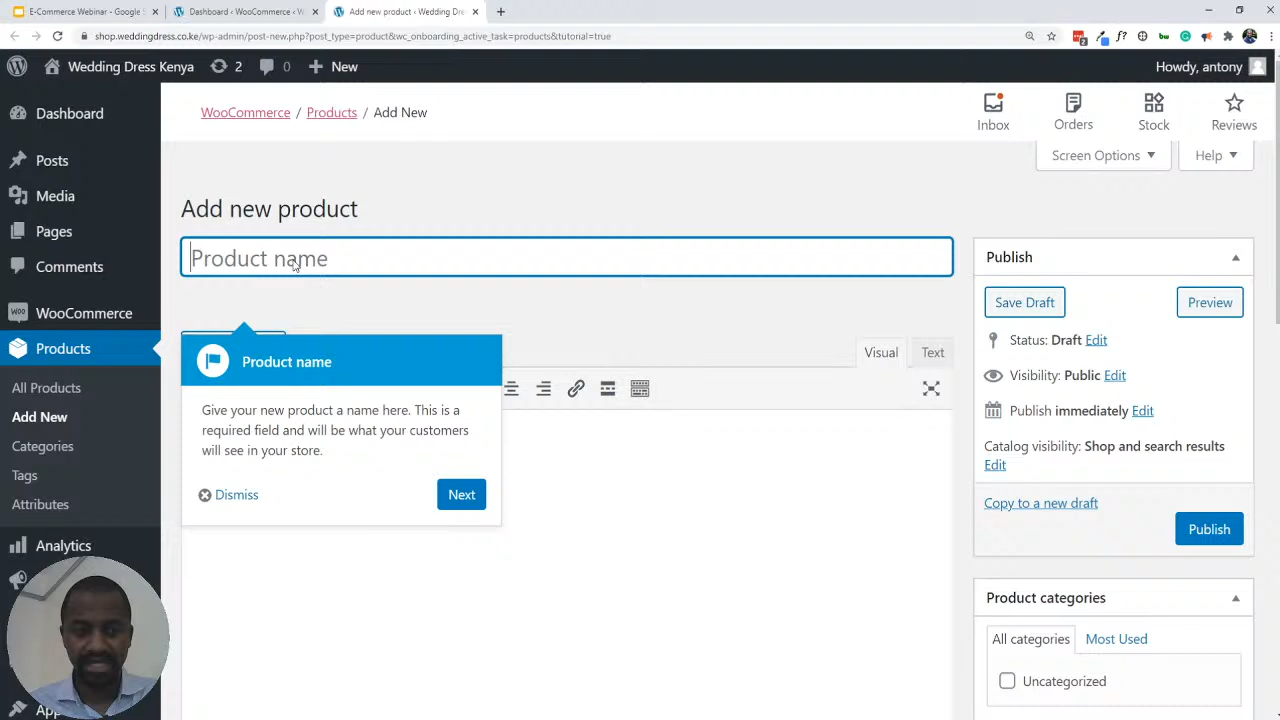 E-Commerce Webinar - Google S
Dashboard ‹ WooCommerce ‹ W
Add new product ‹ Wedding Dre
shop.weddingdress.co.ke/wp-admin/post-new.php?post_type=product&wc_onboarding_active_task=products&tutorial=true
Wedding Dress Kenya
2
0
New
Howdy, antony
Dashboard
Posts
Media
Pages
Comments
WooCommerce
Products
All Products
Add New
Categories
Tags
Attributes
Analytics
WooCommerce / Products / Add New
Inbox
Orders
Stock
Reviews
Screen Options
Help
Add new product
Product name
Product name
Give your new product a name here. This is a
required field and will be what your customers
will see in your store.
Dismiss
Next
Visual
Text
Publish
Save Draft
Preview
Status: Draft Edit
Visibility: Public Edit
Publish immediately Edit
Catalog visibility: Shop and search results
Edit
Copy to a new draft
Publish
Product categories
All categories
Most Used
Uncategorized